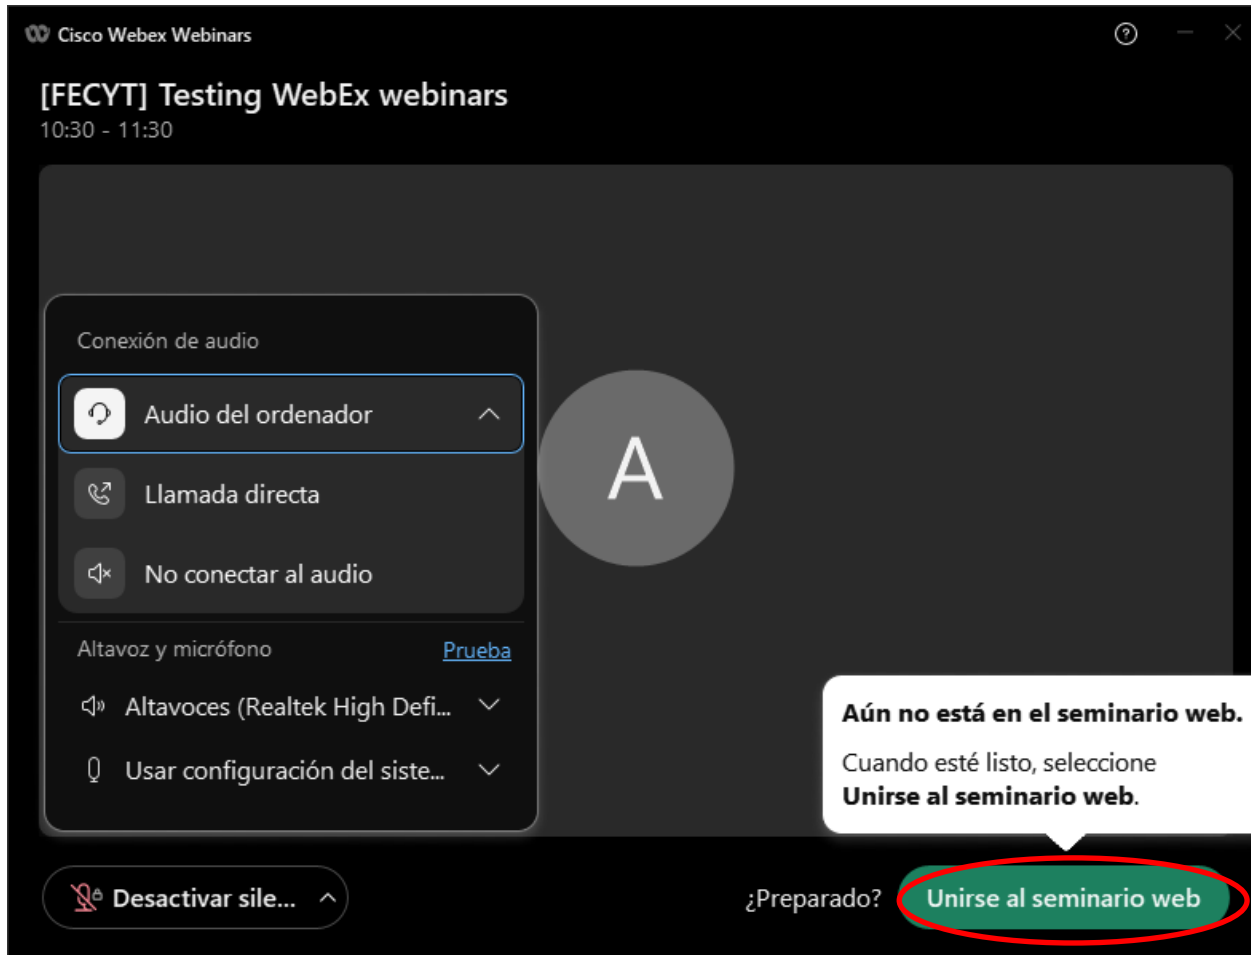 Cisco Webex Webinars
[FECYT] Testing WebEx webinars
10:30 - 11:30
Conexión de audio
Audio del ordenador
A
Llamada directa
No conectar al audio
Altavoz y micrófono Prueba
Altavoces (Realtek High Defi...
Usar configuración del siste...
Aún no está en el seminario web.
Cuando esté listo, seleccione
Unirse al seminario web.
Desactivar sile...
¿Preparado? Unirse al seminario web